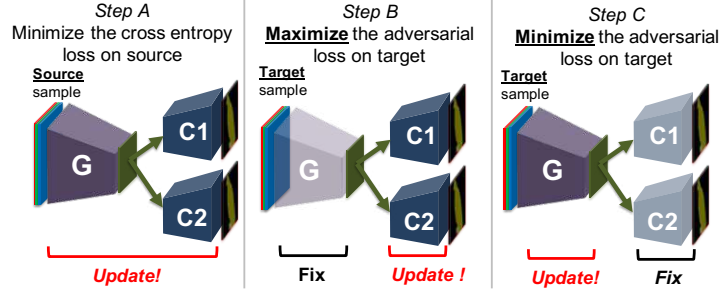 Step A
Minimize the cross entropy
loss on source
Source
sample
G
C1
C2
Update!
Step B
Maximize the adversarial
loss on target
Target
sample
G
C1
C2
Fix
Update !
Step C
Minimize the adversarial
loss on target
Target
sample
G
C1
C2
Update!
Fix